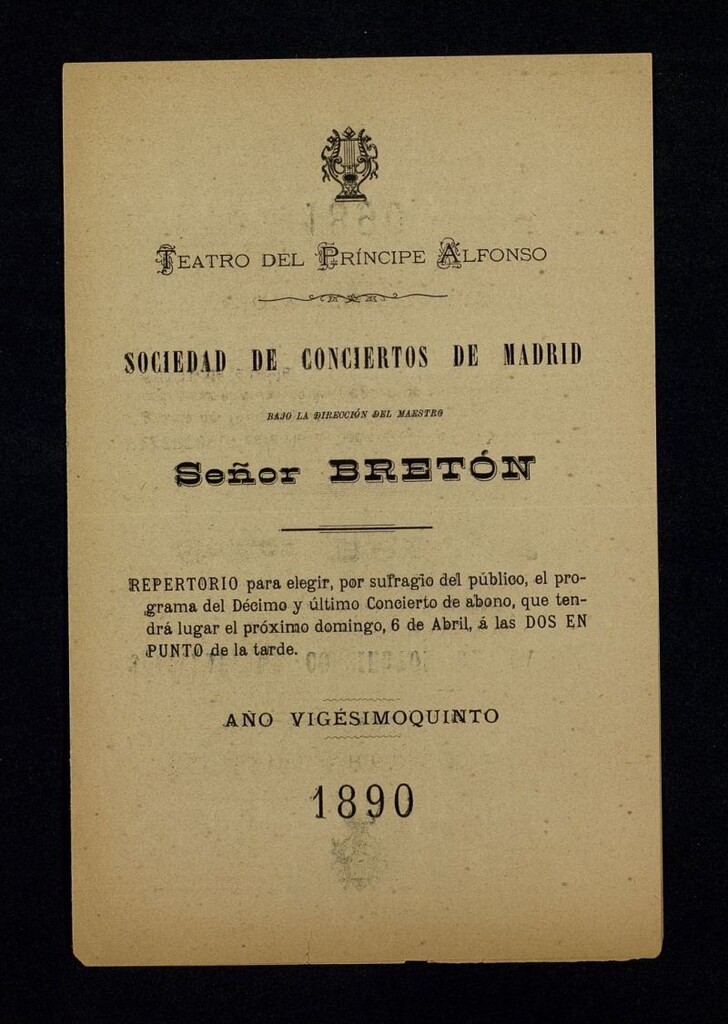 TEATRO DEL PRÍNCIPE ALFONSO
SOCIEDAD DE CONCIERTOS DE MADRID
BAJO LA DIRECCIÓN DEL MAESTRO
Señor BRETÓN
REPERTORIO para elegir, por sufragio del público, el pro-
grama del Décimo y último Concierto de abono, que ten-
drá lugar el próximo domingo, 6 de Abril, á las DOS EN
PUNTO de la tarde.
AÑO VIGÉSIMOQUINTO
1890